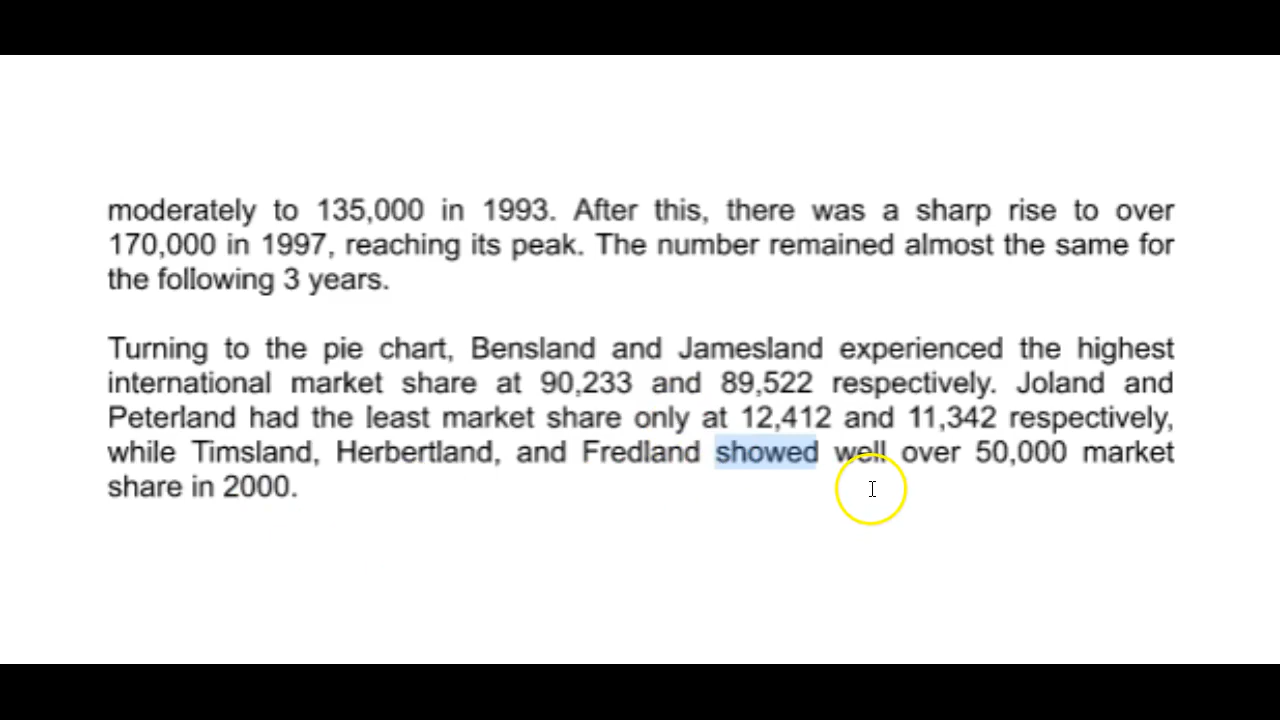 moderately to 135,000 in 1993. After this, there was a sharp rise to over
170,000 in 1997, reaching its peak. The number remained almost the same for
the following 3 years.
Turning to the pie chart, Bensland and Jamesland experienced the highest
international market share at 90,233 and 89,522 respectively. Joland and
Peterland had the least market share only at 12,412 and 11,342 respectively,
while Timsland, Herbertland, and Fredland showed well over 50,000 market
share in 2000.